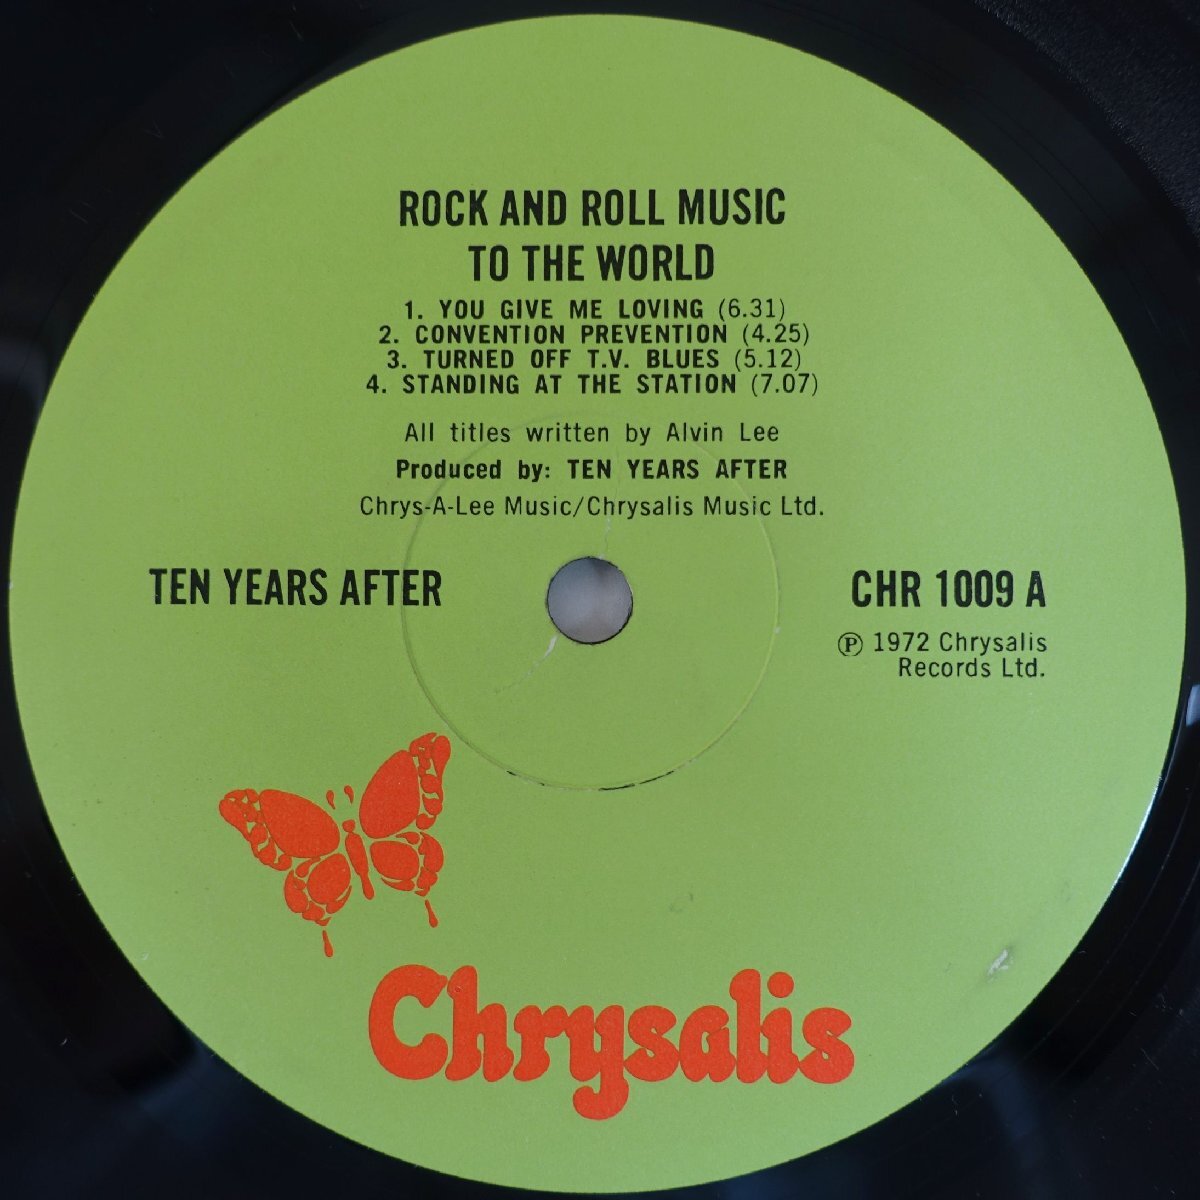 ROCK AND ROLL MUSIC
TO THE WORLD
1. YOU GIVE ME LOVING (6.31)
2. CONVENTION PREVENTION (4.25)
3. TURNED OFF T.V. BLUES (5.12)
4. STANDING AT THE STATION (7.07)
All titles written by Alvin Lee
Produced by: TEN YEARS AFTER
Chrys-A-Lee Music/Chrysalis Music Ltd.
TEN YEARS AFTER
CHR 1009 A
Ⓟ 1972 Chrysalis
Records Ltd.
Chrysalis